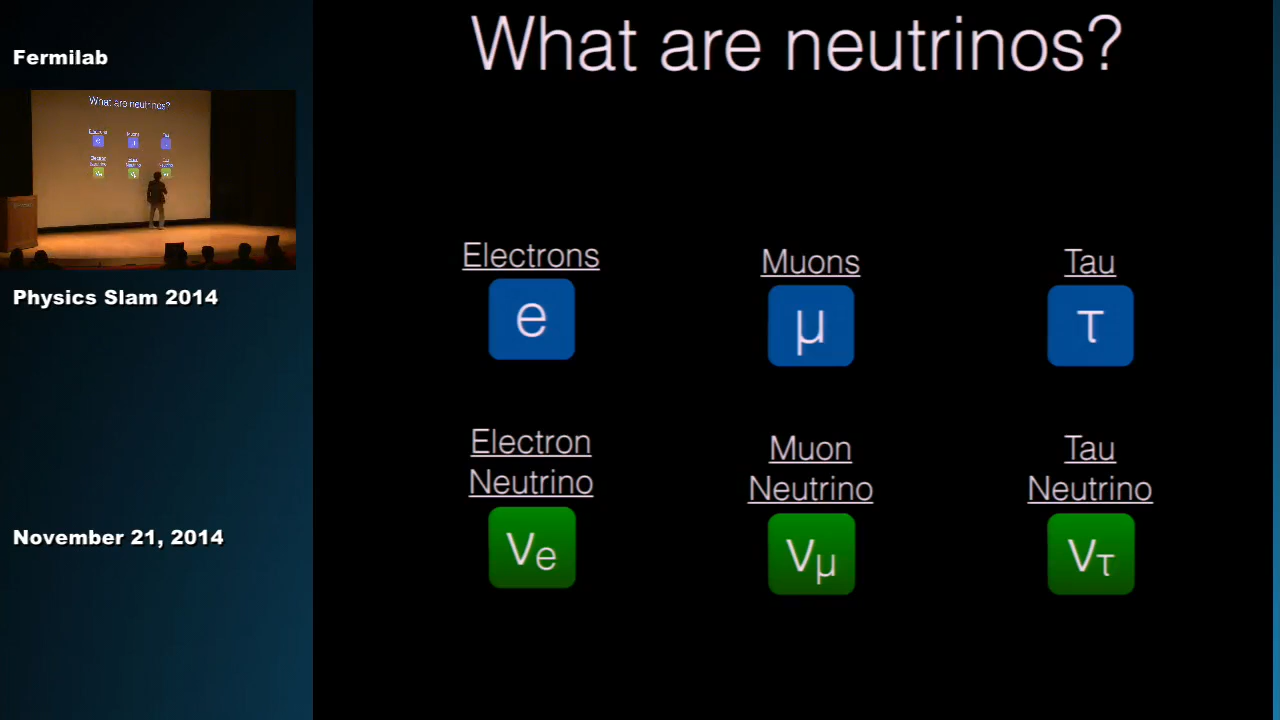 Fermilab
Physics Slam 2014
November 21, 2014
What are neutrinos?
Electrons
e
Muons
μ
Tau
τ
Electron
Neutrino
νe
Muon
Neutrino
νμ
Tau
Neutrino
ντ